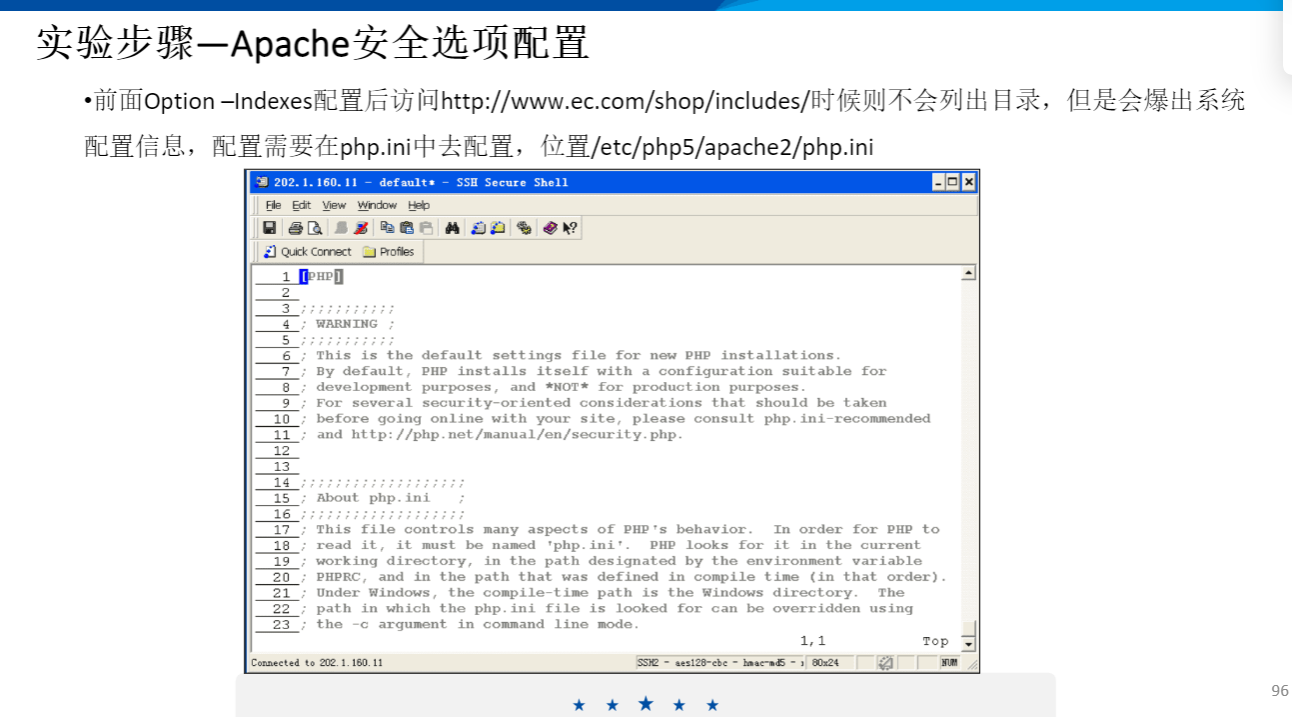 实验步骤—Apache安全选项配置
•前面Option –Indexes配置后访问http://www.ec.com/shop/includes/时候则不会列出目录，但是会爆出系统
配置信息，配置需要在php.ini中去配置，位置/etc/php5/apache2/php.ini
202.1.160.11 - default* - SSH Secure Shell
File Edit View Window Help
Quick Connect Profiles
1 [PHP]
2
3 ;;;;;;;;;;;
4 ; WARNING ;
5 ;;;;;;;;;;;
6 ; This is the default settings file for new PHP installations.
7 ; By default, PHP installs itself with a configuration suitable for
8 ; development purposes, and *NOT* for production purposes.
9 ; For several security-oriented considerations that should be taken
10 ; before going online with your site, please consult php.ini-recommended
11 ; and http://php.net/manual/en/security.php.
12
13
14 ;;;;;;;;;;;;;;;;;;;
15 ; About php.ini   ;
16 ;;;;;;;;;;;;;;;;;;;
17 ; This file controls many aspects of PHP's behavior.  In order for PHP to
18 ; read it, it must be named 'php.ini'.  PHP looks for it in the current
19 ; working directory, in the path designated by the environment variable
20 ; PHPRC, and in the path that was defined in compile time (in that order).
21 ; Under Windows, the compile-time path is the Windows directory.  The
22 ; path in which the php.ini file is looked for can be overridden using
23 ; the -c argument in command line mode.
1,1 Top
Connected to 202.1.160.11 SSH2 - aes128-cbc - hmac-md5 - 80x24 NUM
96